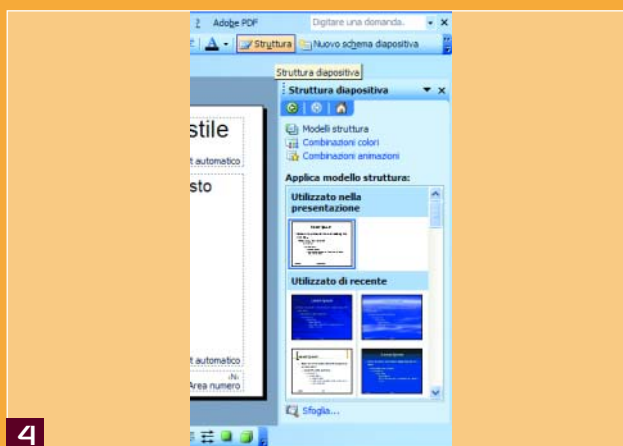 ? Adobe PDF Digitare una domanda.
A Struttura Nuovo schema diapositiva
Struttura diapositiva
Struttura diapositiva
stile
t automatico
sto
t automatico
‹N›
Area numero
Modelli struttura
Combinazioni colori
Combinazioni animazioni
Applica modello struttura:
Utilizzato nella
presentazione
Utilizzato di recente
Sfoglia...
4